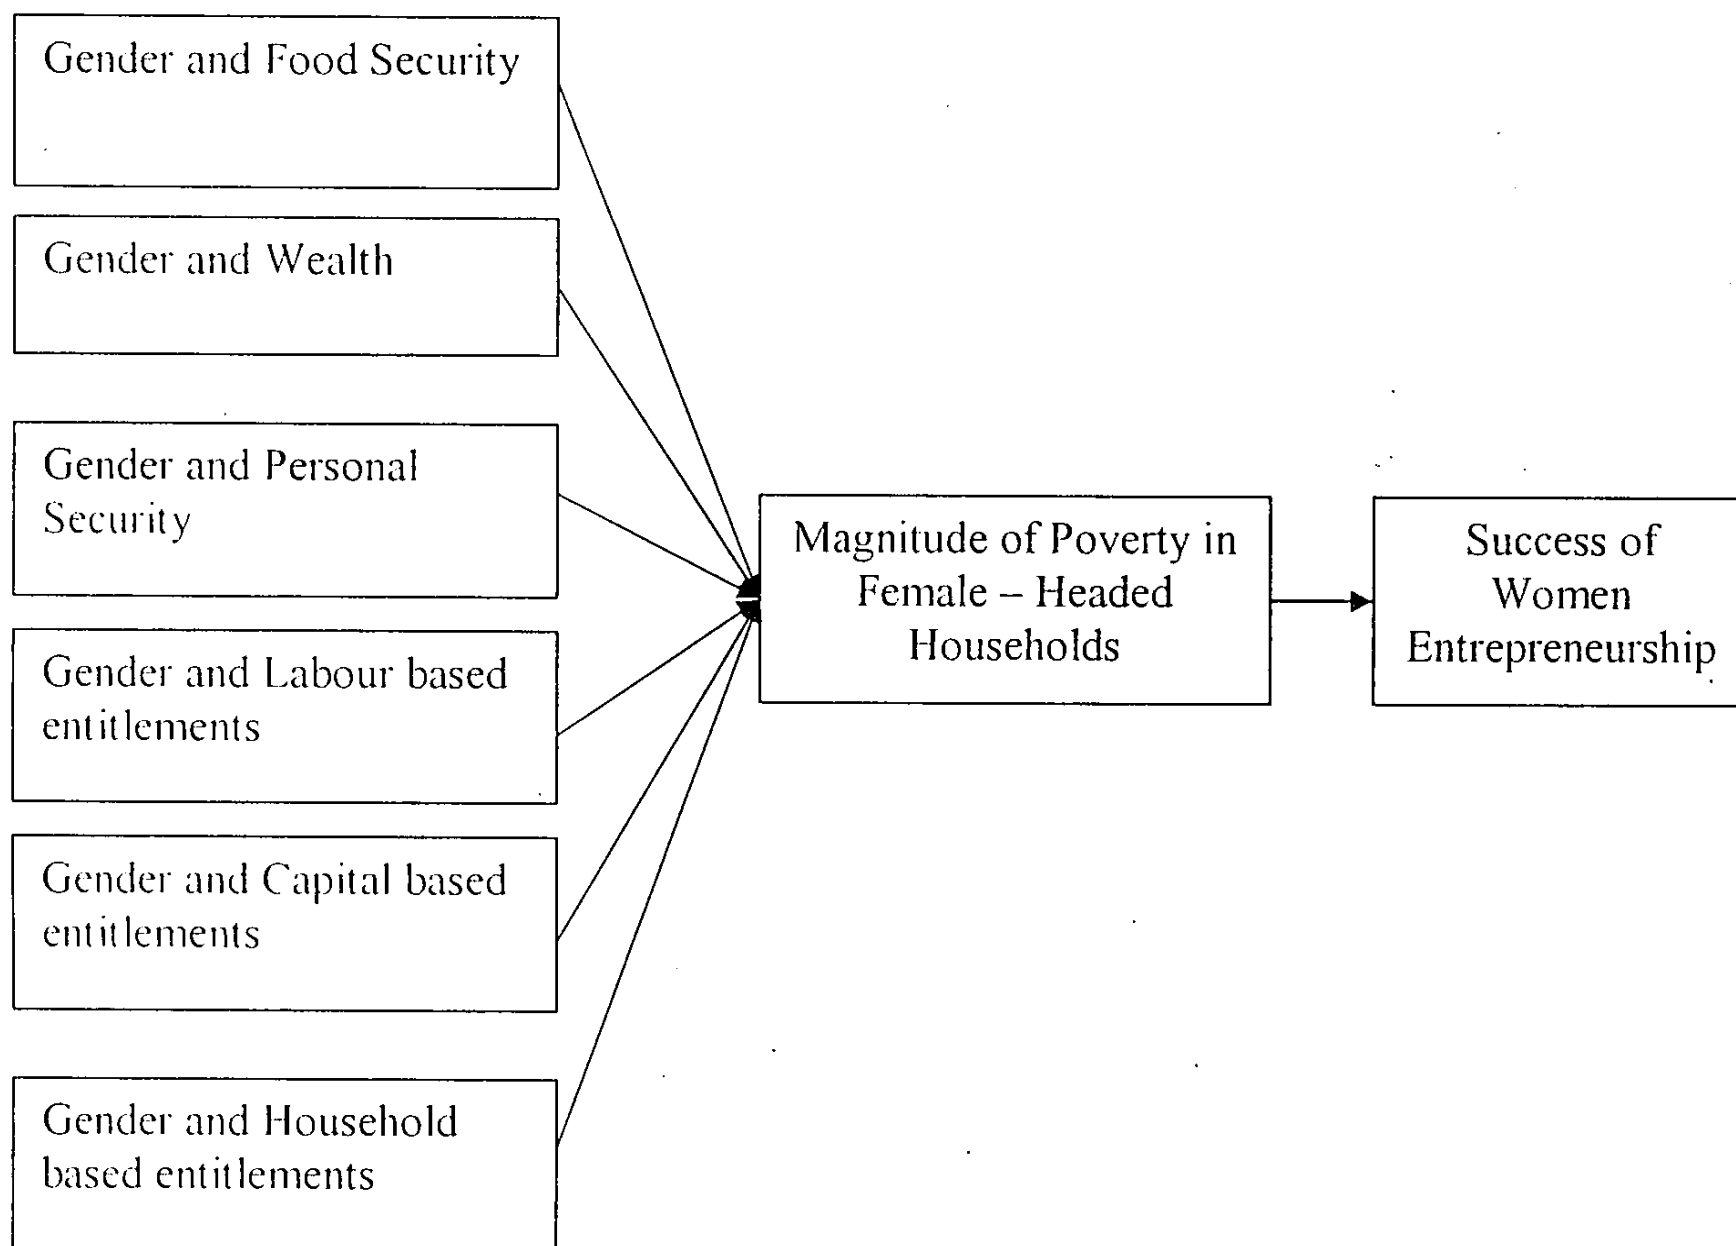 Gender and Food Security
Gender and Wealth
Gender and Personal
Security
Gender and Labour based
entitlements
Gender and Capital based
entitlements
Gender and Household
based entitlements
Magnitude of Poverty in
Female – Headed
Households
Success of
Women
Entrepreneurship